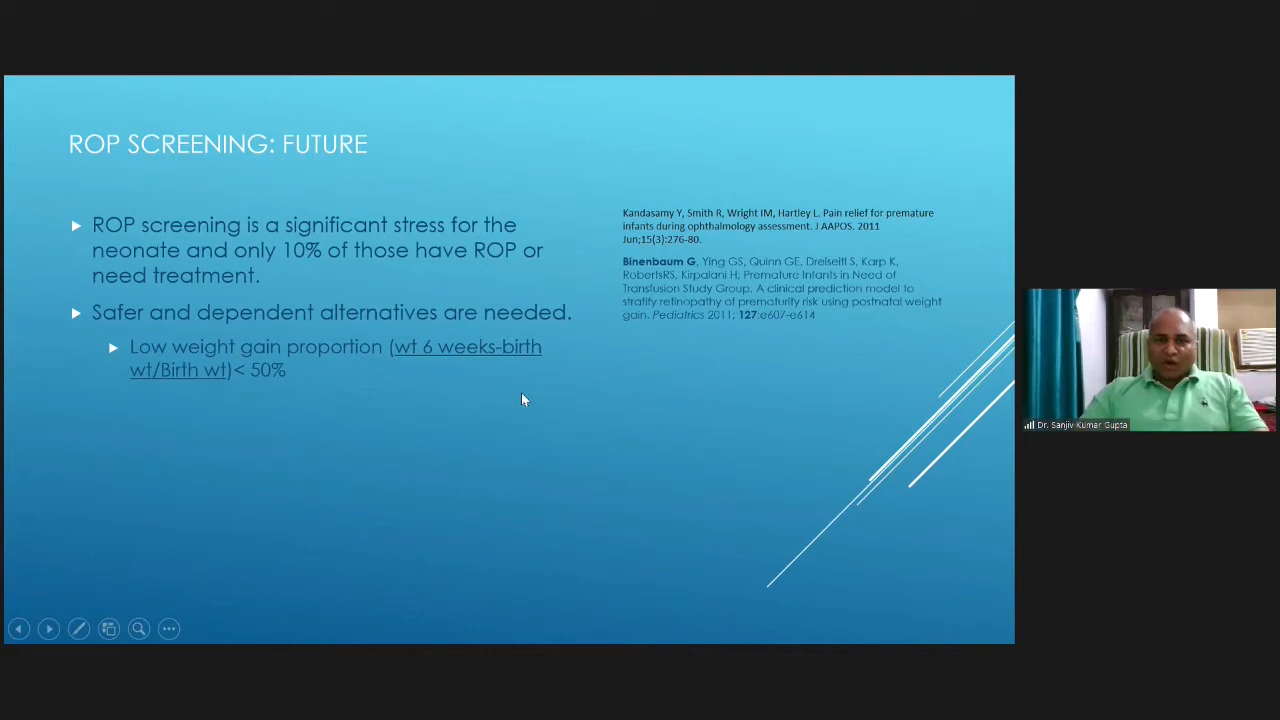 ROP SCREENING: FUTURE
ROP screening is a significant stress for the
neonate and only 10% of those have ROP or
need treatment.
Safer and dependent alternatives are needed.
Low weight gain proportion (wt 6 weeks-birth
wt/Birth wt)< 50%
Kandasamy Y, Smith R, Wright IM, Hartley L. Pain relief for premature
infants during ophthalmology assessment. J AAPOS. 2011
Jun;15(3):276-80.
Binenbaum G, Ying GS, Quinn GE, Dreiseitl S, Karp K,
RobertsRS, Kirpalani H; Premature Infants in Need of
Transfusion Study Group. A clinical prediction model to
stratify retinopathy of prematurity risk using postnatal weight
gain. Pediatrics 2011; 127:e607-e614
Dr. Sanjiv Kumar Gupta